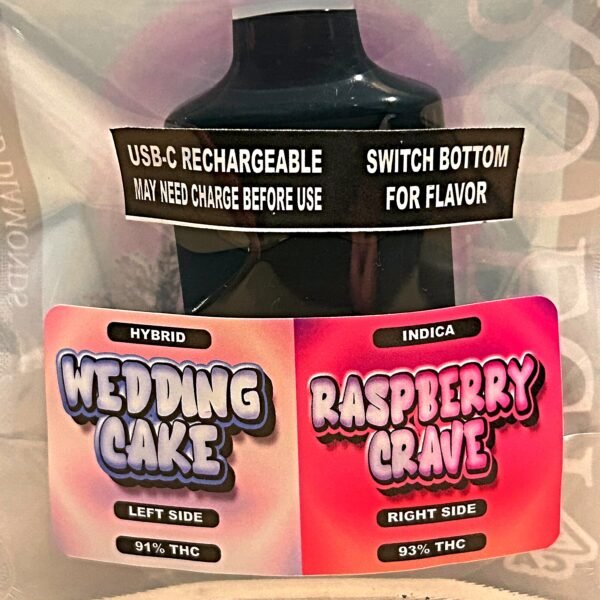 USB-C RECHARGEABLE
MAY NEED CHARGE BEFORE USE
SWITCH BOTTOM
FOR FLAVOR
HYBRID
WEDDING
CAKE
LEFT SIDE
91% THC
INDICA
RASPBERRY
CRAVE
RIGHT SIDE
93% THC
DIAMONDS